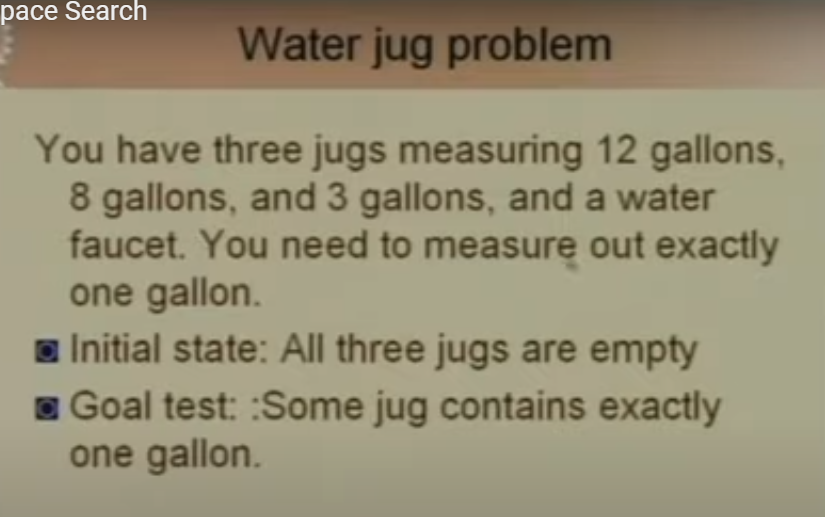 pace Search
Water jug problem
You have three jugs measuring 12 gallons,
8 gallons, and 3 gallons, and a water
faucet. You need to measure out exactly
one gallon.
Initial state: All three jugs are empty
Goal test: :Some jug contains exactly
one gallon.